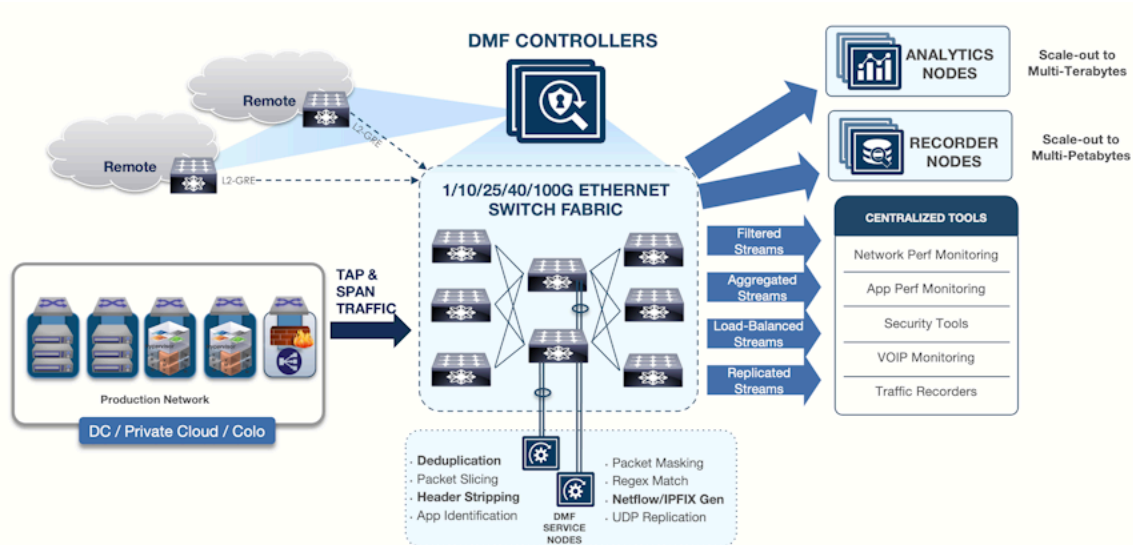 DMF CONTROLLERS
Remote
Remote
L2-GRE
L2-GRE
1/10/25/40/100G ETHERNET
SWITCH FABRIC
TAP &
SPAN
TRAFFIC
Production Network
DC / Private Cloud / Colo
ANALYTICS
NODES
Scale-out to
Multi-Terabytes
RECORDER
NODES
Scale-out to
Multi-Petabytes
Filtered
Streams
Aggregated
Streams
Load-Balanced
Streams
Replicated
Streams
CENTRALIZED TOOLS
Network Perf Monitoring
App Perf Monitoring
Security Tools
VOIP Monitoring
Traffic Recorders
· Deduplication
· Packet Slicing
· Header Stripping
· App Identification
DMF
SERVICE
NODES
· Packet Masking
· Regex Match
· Netflow/IPFIX Gen
· UDP Replication